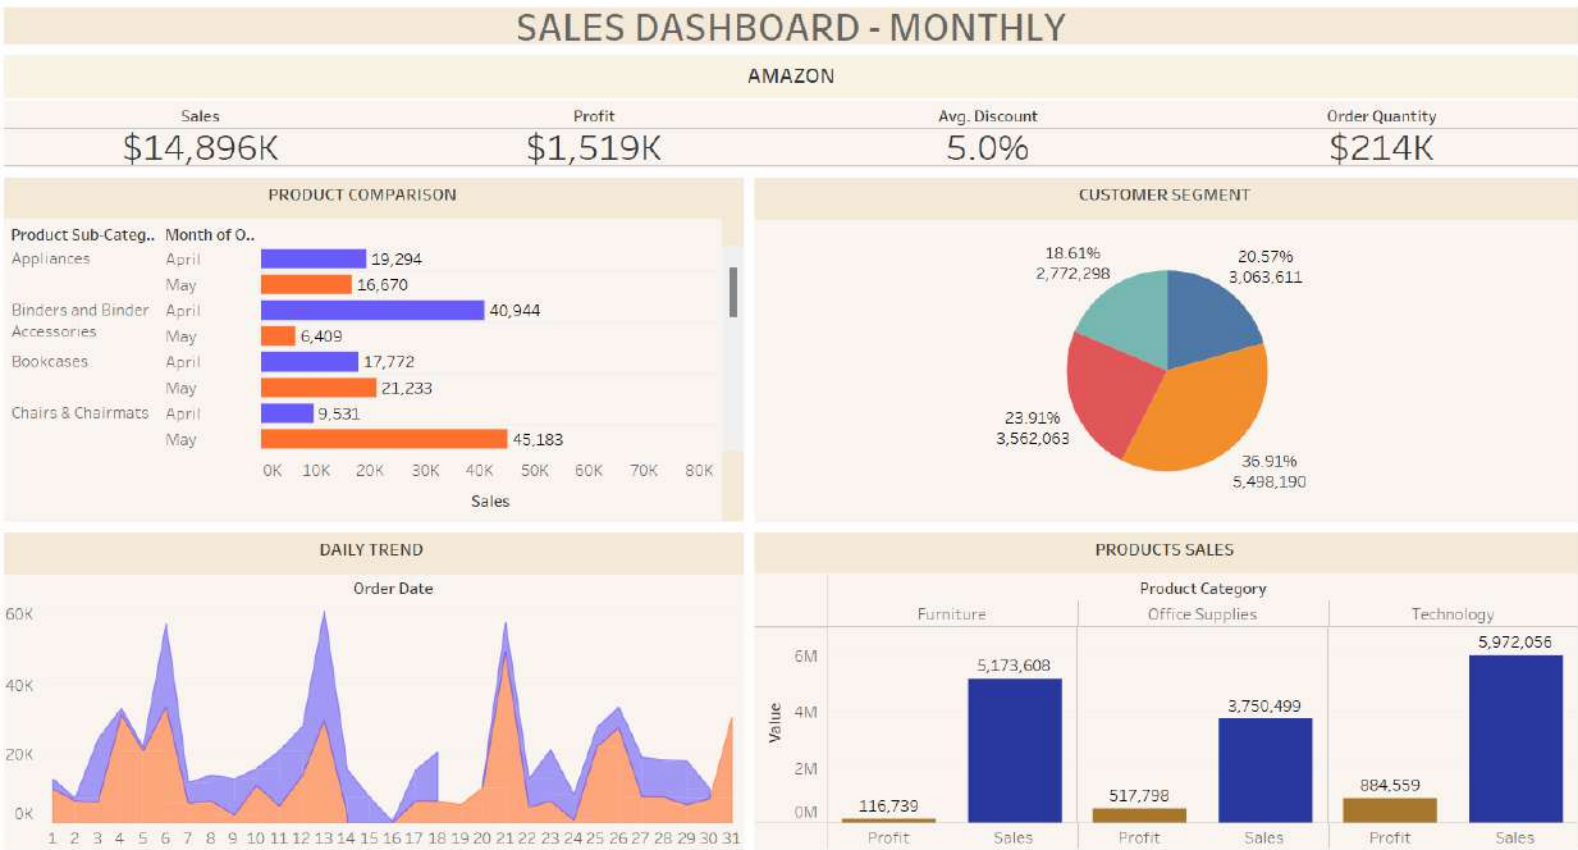 SALES DASHBOARD - MONTHLY
AMAZON
Sales Profit Avg. Discount Order Quantity
$14,896K $1,519K 5.0% $214K
PRODUCT COMPARISON
Product Sub-Categ.. Month of O..
Appliances April 19,294
May 16,670
Binders and Binder April 40,944
Accessories May 6,409
Bookcases April 17,772
May 21,233
Chairs & Chairmats April 9,531
May 45,183
0K 10K 20K 30K 40K 50K 60K 70K 80K
Sales
CUSTOMER SEGMENT
18.61%
2,772,298
20.57%
3,063,611
23.91%
3,562,063
36.91%
5,498,190
DAILY TREND
Order Date
60K
40K
20K
0K
1 2 3 4 5 6 7 8 9 10 11 12 13 14 15 16 17 18 19 20 21 22 23 24 25 26 27 28 29 30 31
PRODUCTS SALES
Product Category
Furniture Office Supplies Technology
Value
6M
4M
2M
0M
116,739 5,173,608 517,798 3,750,499 884,559 5,972,056
Profit Sales Profit Sales Profit Sales